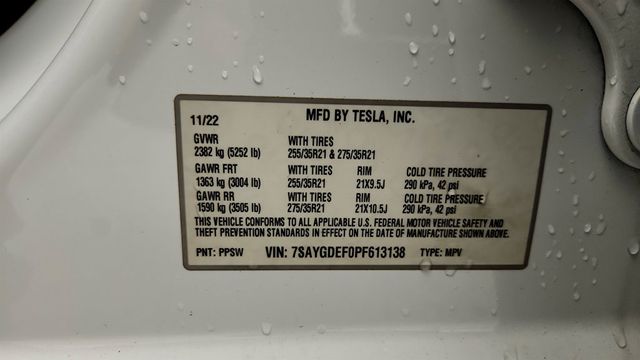 11/22 MFD BY TESLA, INC.
GVWR WITH TIRES
2382 kg (5252 lb) 255/35R21 & 275/35R21
GAWR FRT WITH TIRES RIM COLD TIRE PRESSURE
1363 kg (3004 lb) 255/35R21 21X9.5J 290 kPa, 42 psi
GAWR RR WITH TIRES RIM COLD TIRE PRESSURE
1590 kg (3505 lb) 275/35R21 21X10.5J 290 kPa, 42 psi
THIS VEHICLE CONFORMS TO ALL APPLICABLE U.S. FEDERAL MOTOR VEHICLE SAFETY AND
THEFT PREVENTION STANDARDS IN EFFECT ON THE DATE OF MANUFACTURE SHOWN ABOVE.
PNT: PPSW VIN: 7SAYGDEF0PF613138 TYPE: MPV